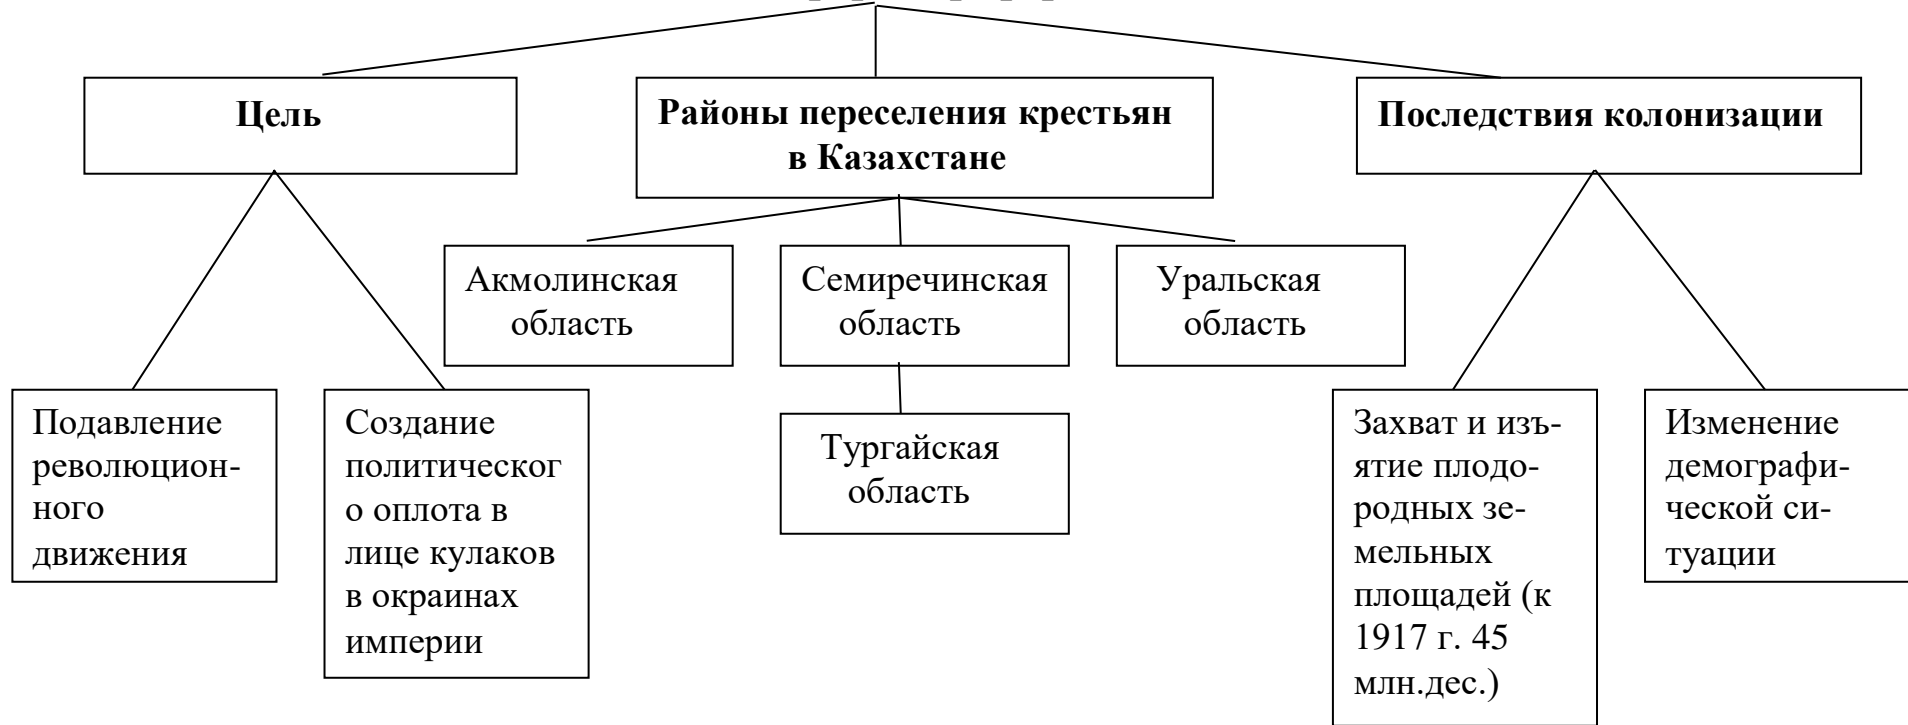 Цель
Районы переселения крестьян
в Казахстане
Последствия колонизации
Акмолинская
область
Семиречинская
область
Уральская
область
Тургайская
область
Подавление
революцион-
ного
движения
Создание
политическог
о оплота в
лице кулаков
в окраинах
империи
Захват и изъ-
ятие плодо-
родных зе-
мельных
площадей (к
1917 г. 45
млн.дес.)
Изменение
демографи-
ческой си-
туации